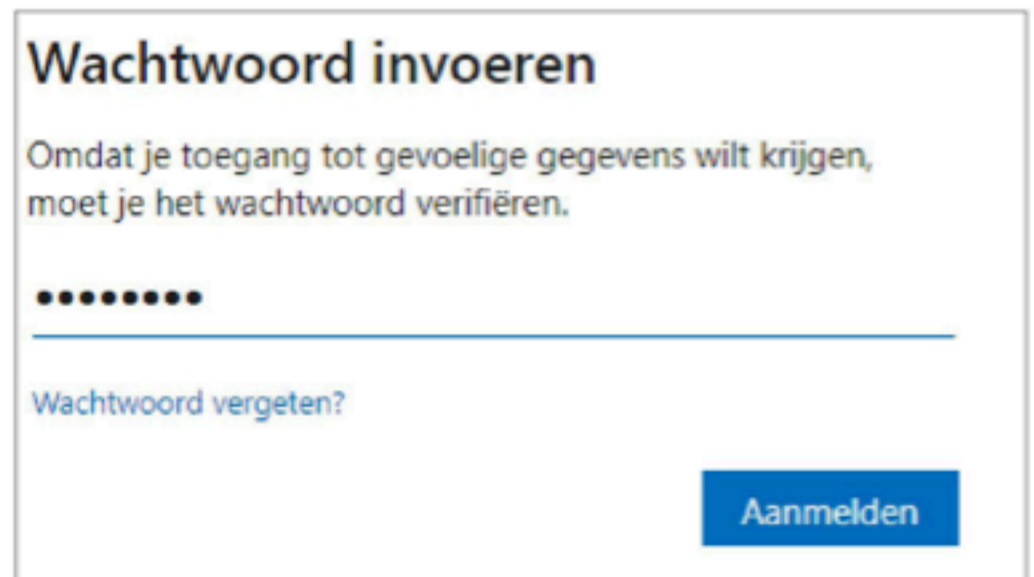 Wachtwoord invoeren
Omdat je toegang tot gevoelige gegevens wilt krijgen,
moet je het wachtwoord verifiëren.
••••••••
Wachtwoord vergeten?
Aanmelden